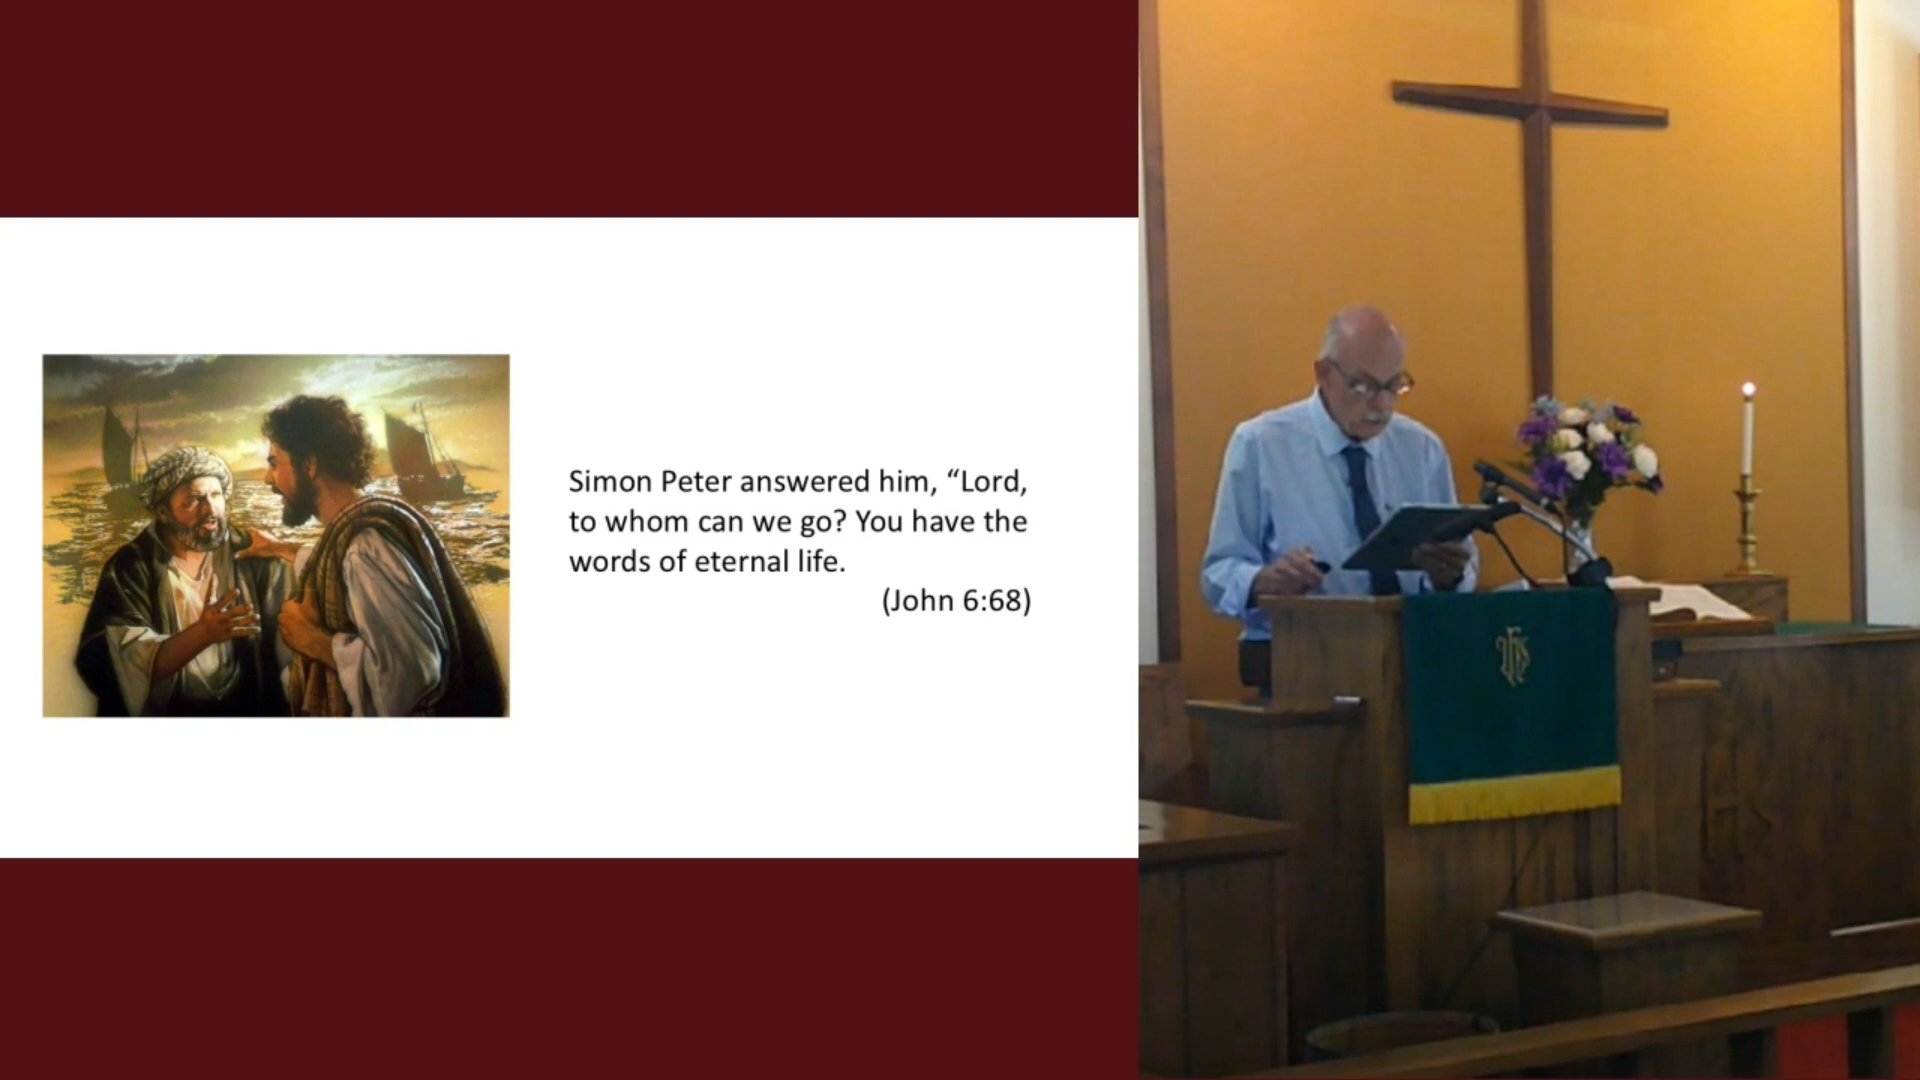 Simon Peter answered him, “Lord,
to whom can we go? You have the
words of eternal life.
(John 6:68)
IHS